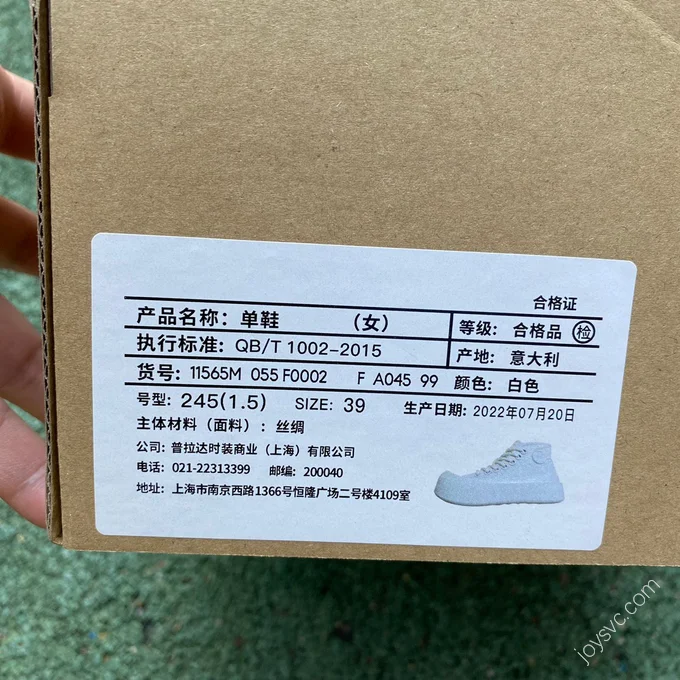 合格证
产品名称：单鞋 （女） 等级：合格品 检
执行标准：QB/T 1002-2015 产地：意大利
货号：11565M 055 F0002 F A045 99 颜色：白色
号型：245(1.5) SIZE：39 生产日期：2022年07月20日
主体材料（面料）：丝绸
公司：普拉达时装商业（上海）有限公司
电话：021-22313399 邮编：200040
地址：上海市南京西路1366号恒隆广场二号楼4109室
joysvc.com